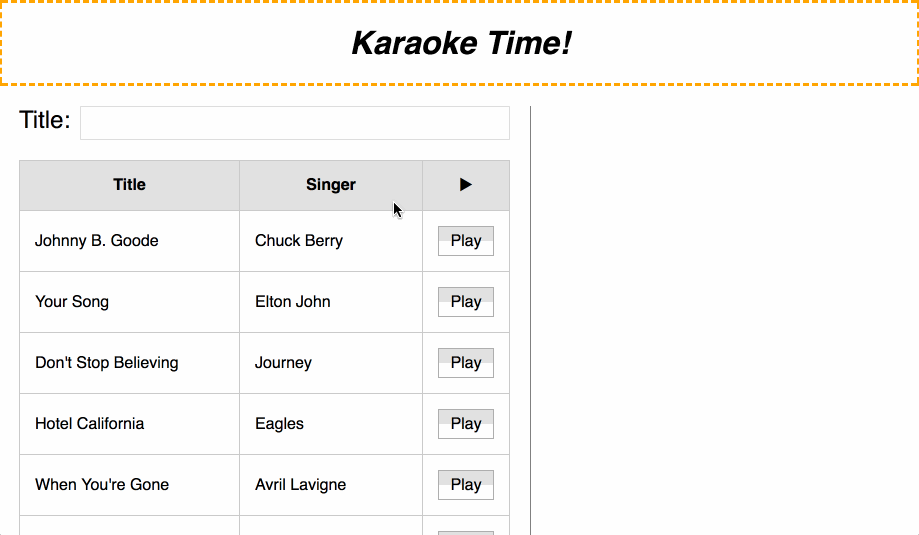 Karaoke Time!
Title:
Title Singer ▶
Johnny B. Goode Chuck Berry Play
Your Song Elton John Play
Don't Stop Believing Journey Play
Hotel California Eagles Play
When You're Gone Avril Lavigne Play